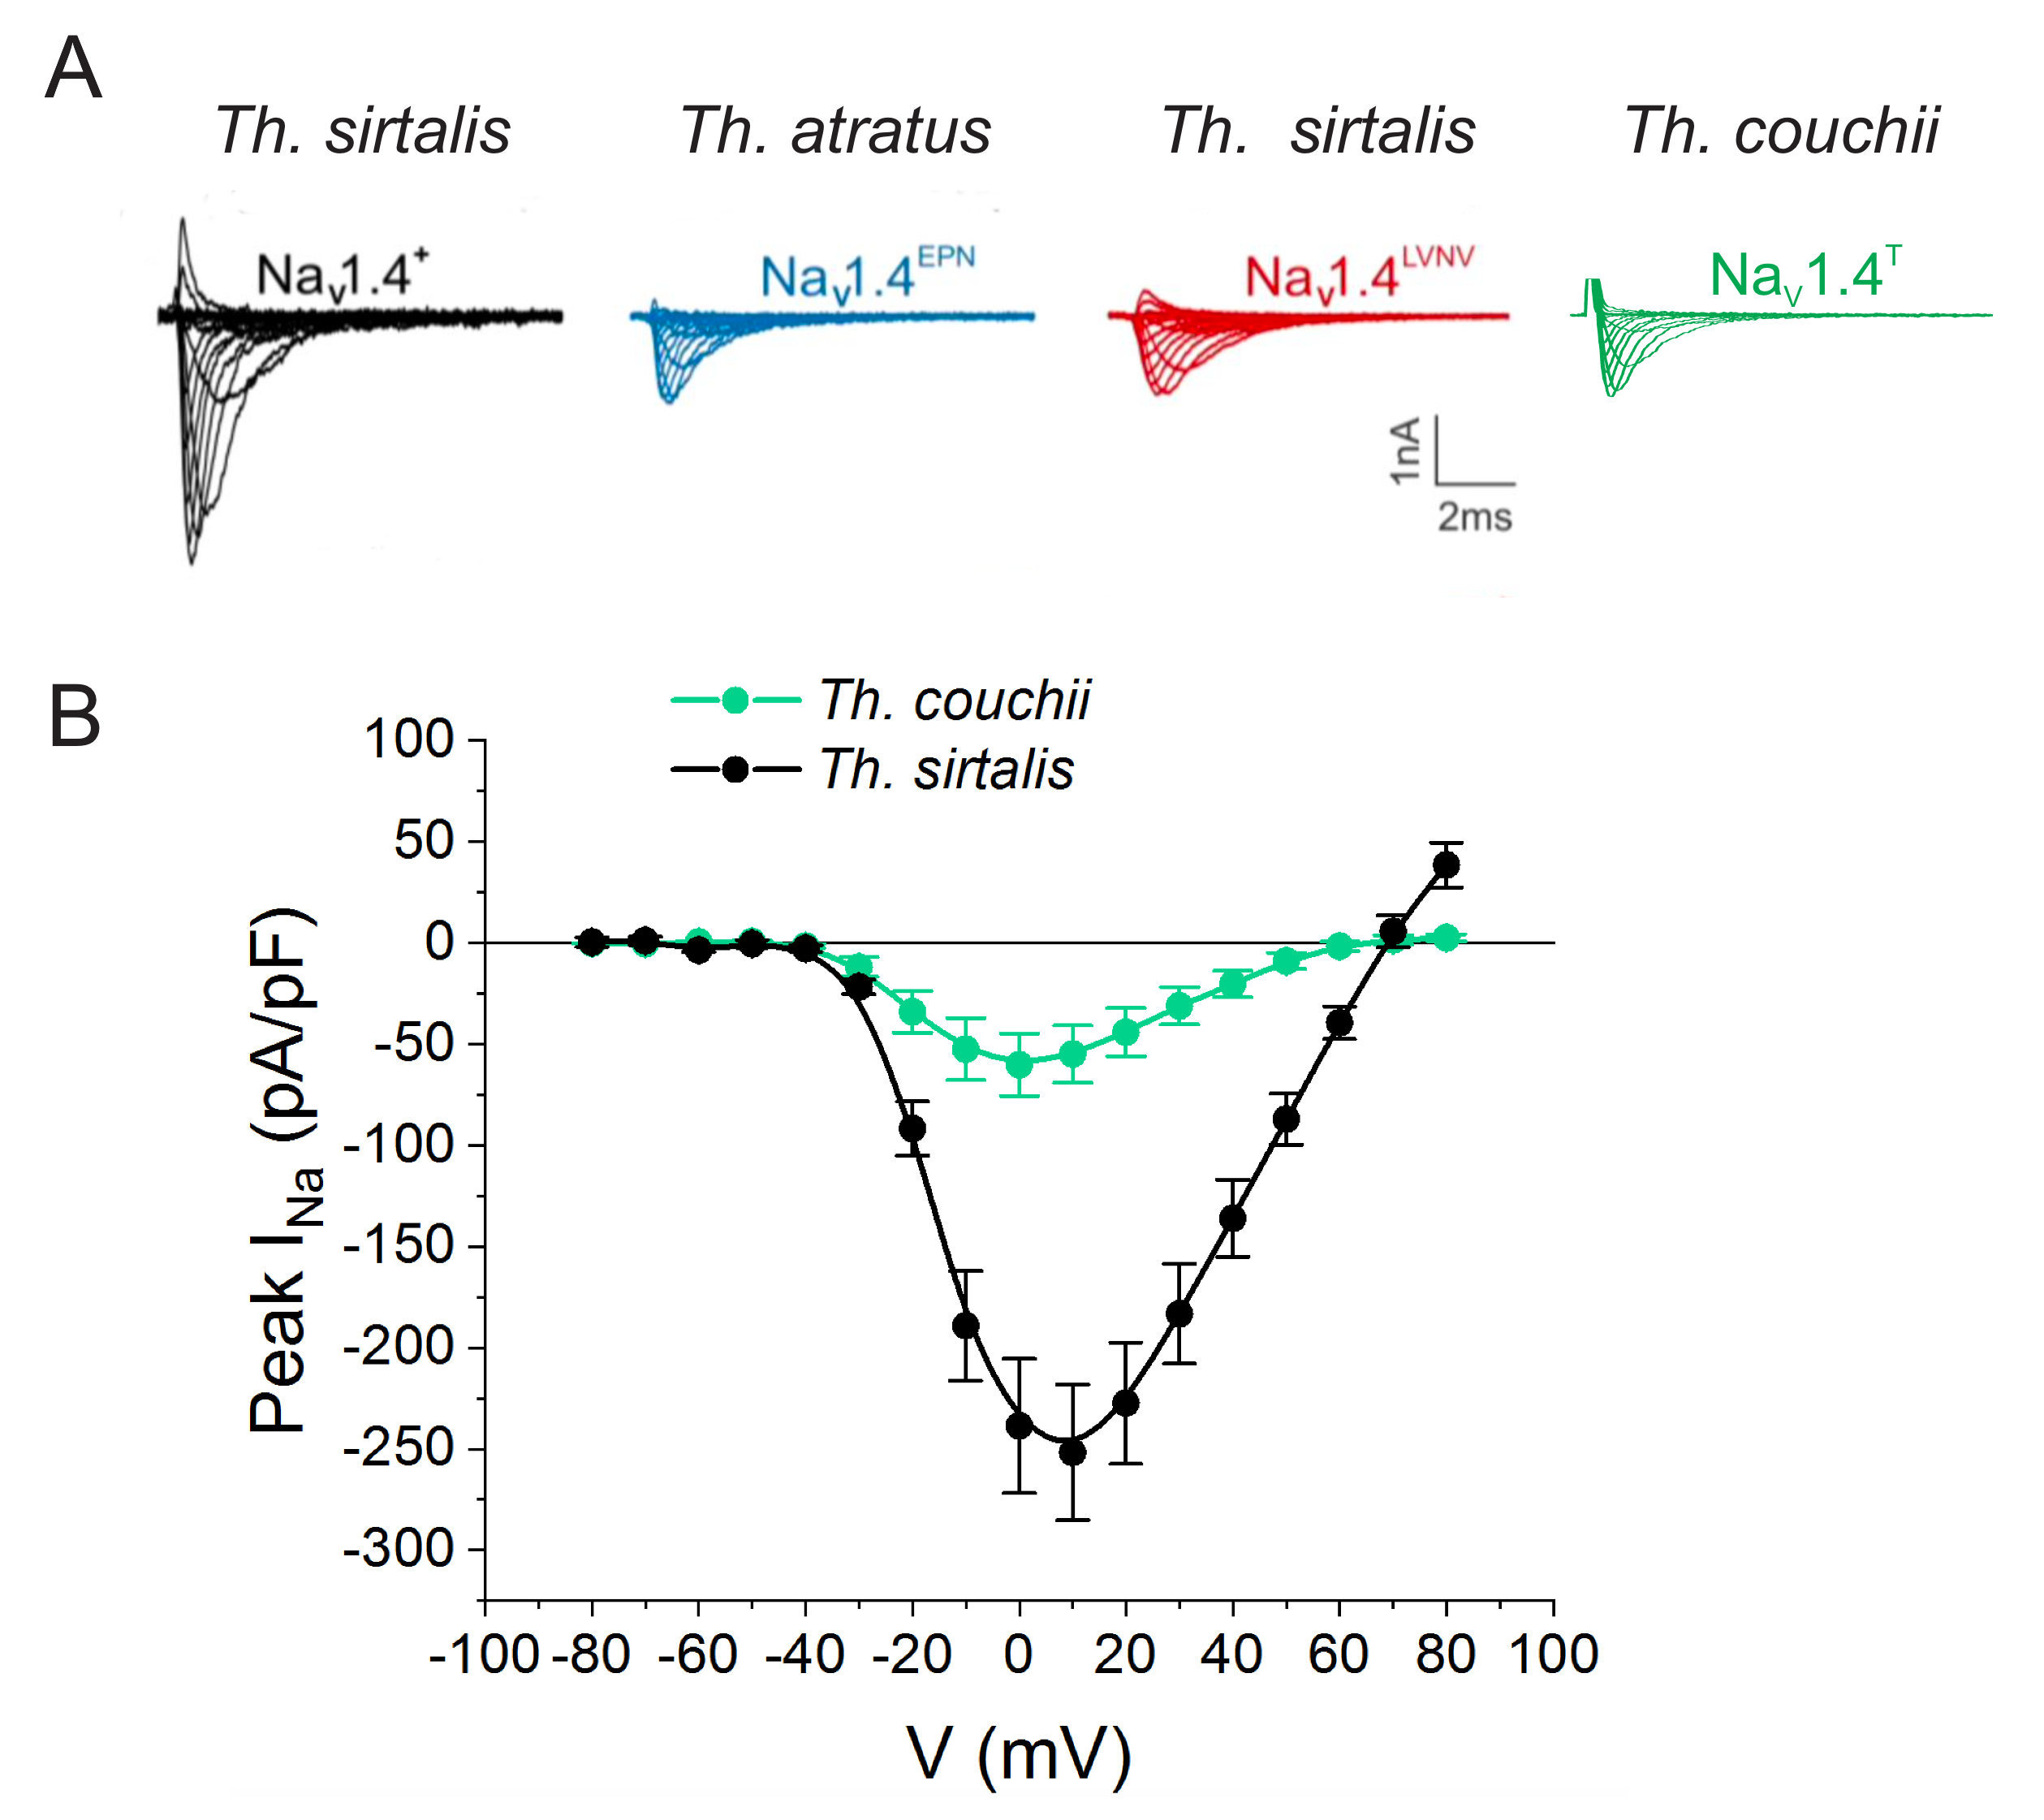 A
Th. sirtalis Th. atratus Th. sirtalis Th. couchii
Nav1.4+ Nav1.4EPN Nav1.4LVNV NaV1.4T
1nA
2ms
B
Th. couchii
Th. sirtalis
100
50
0
-50
-100
-150
-200
-250
-300
Peak INa (pA/pF)
-100 -80 -60 -40 -20 0 20 40 60 80 100
V (mV)